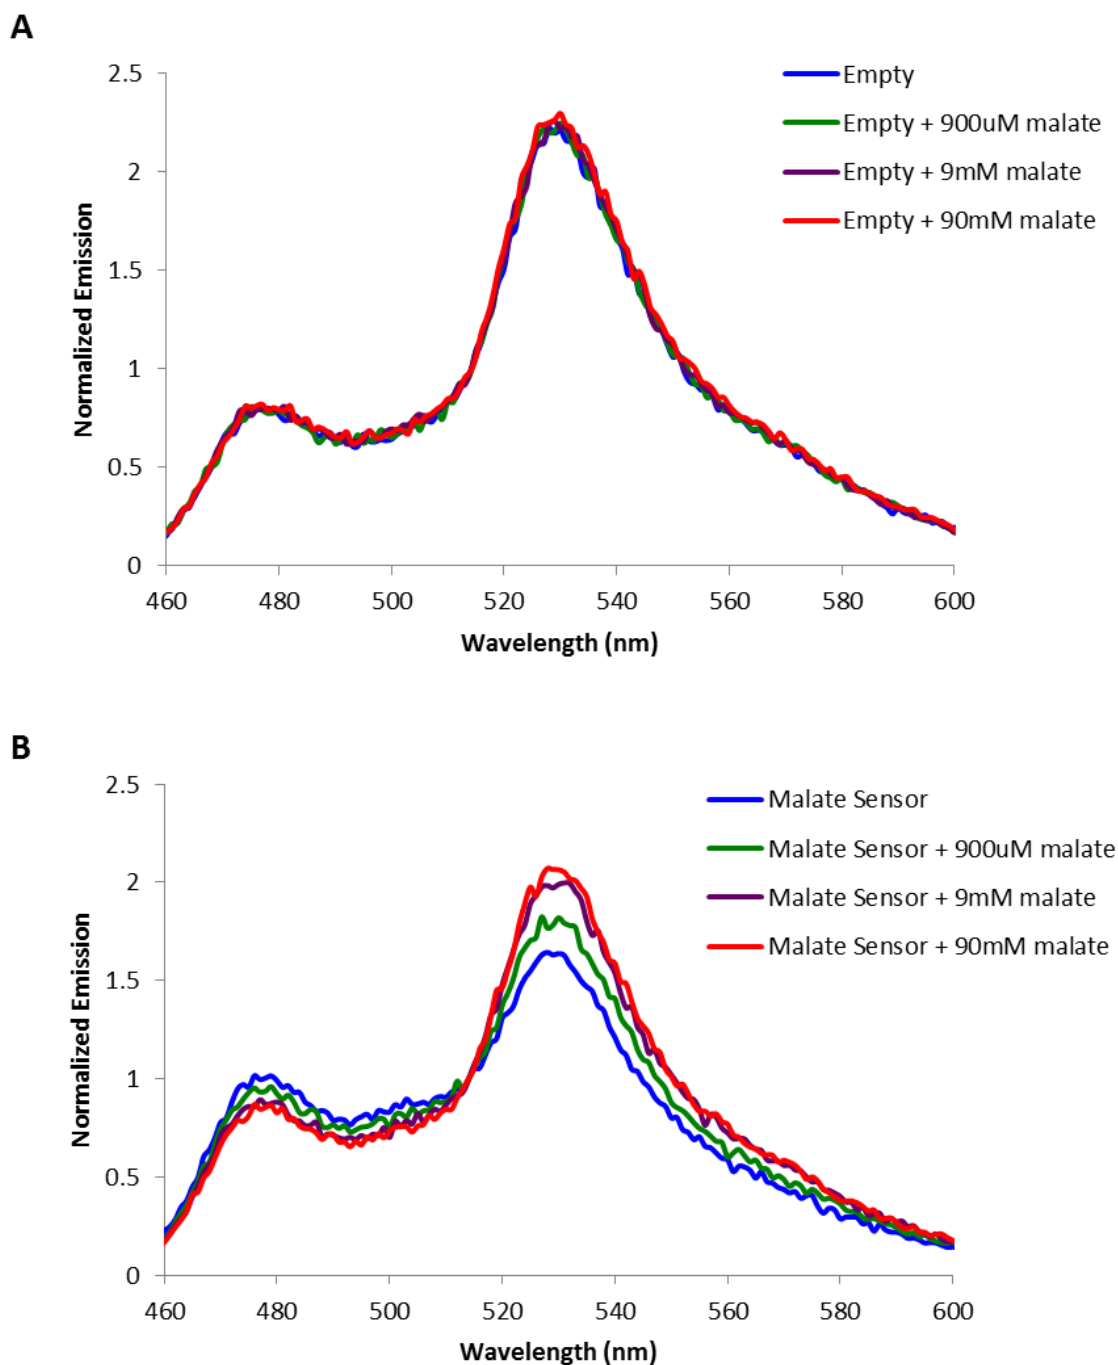 A
2.5
2
1.5
1
0.5
0
Normalized Emission
460 480 500 520 540 560 580 600
Wavelength (nm)
Empty
Empty + 900uM malate
Empty + 9mM malate
Empty + 90mM malate
B
2.5
2
1.5
1
0.5
0
Normalized Emission
460 480 500 520 540 560 580 600
Wavelength (nm)
Malate Sensor
Malate Sensor + 900uM malate
Malate Sensor + 9mM malate
Malate Sensor + 90mM malate